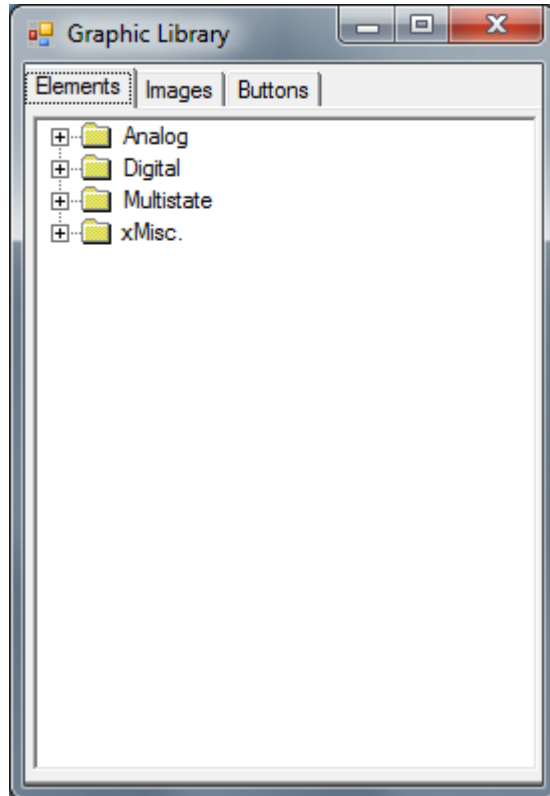 Graphic Library
Elements Images Buttons
Analog
Digital
Multistate
xMisc.